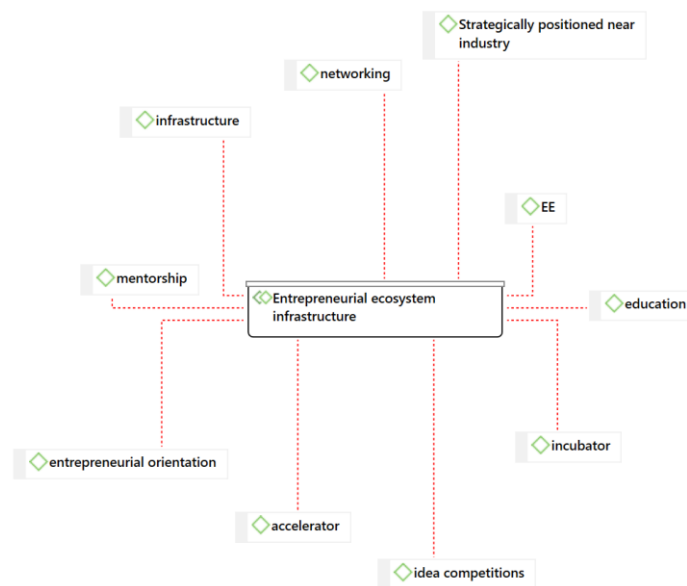 Strategically positioned near
industry
networking
infrastructure
EE
mentorship
Entrepreneurial ecosystem
infrastructure
education
incubator
entrepreneurial orientation
accelerator
idea competitions